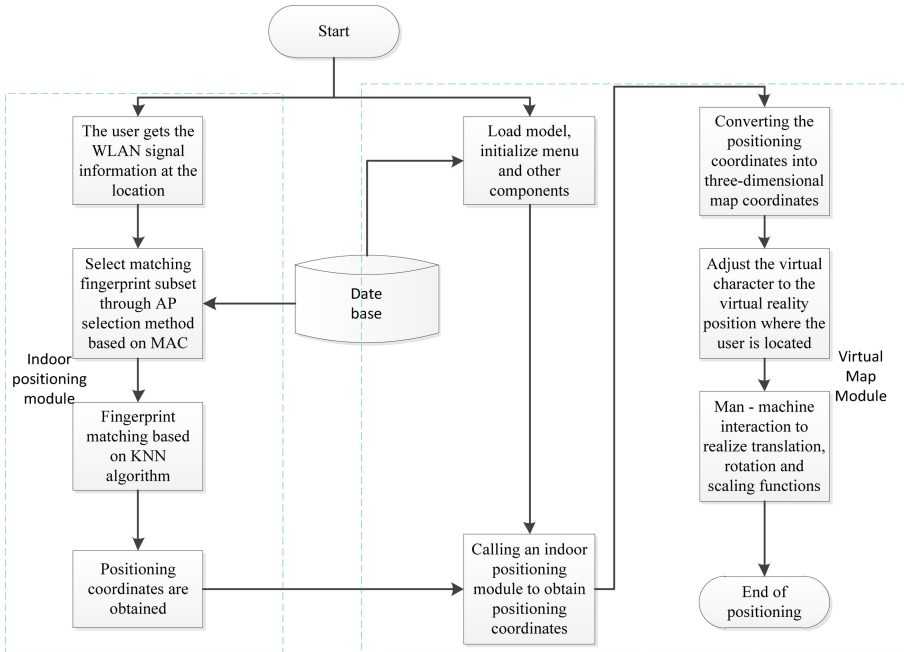 Start
The user gets the
WLAN signal
information at the
location
Select matching
fingerprint subset
through AP
selection method
based on MAC
Indoor
positioning
module
Fingerprint
matching based
on KNN
algorithm
Positioning
coordinates are
obtained
Load model,
initialize menu
and other
components
Date
base
Calling an indoor
positioning
module to obtain
positioning
coordinates
Converting the
positioning
coordinates into
three-dimensional
map coordinates
Adjust the virtual
character to the
virtual reality
position where the
user is located
Virtual
Map
Module
Man - machine
interaction to
realize translation,
rotation and
scaling functions
End of
positioning